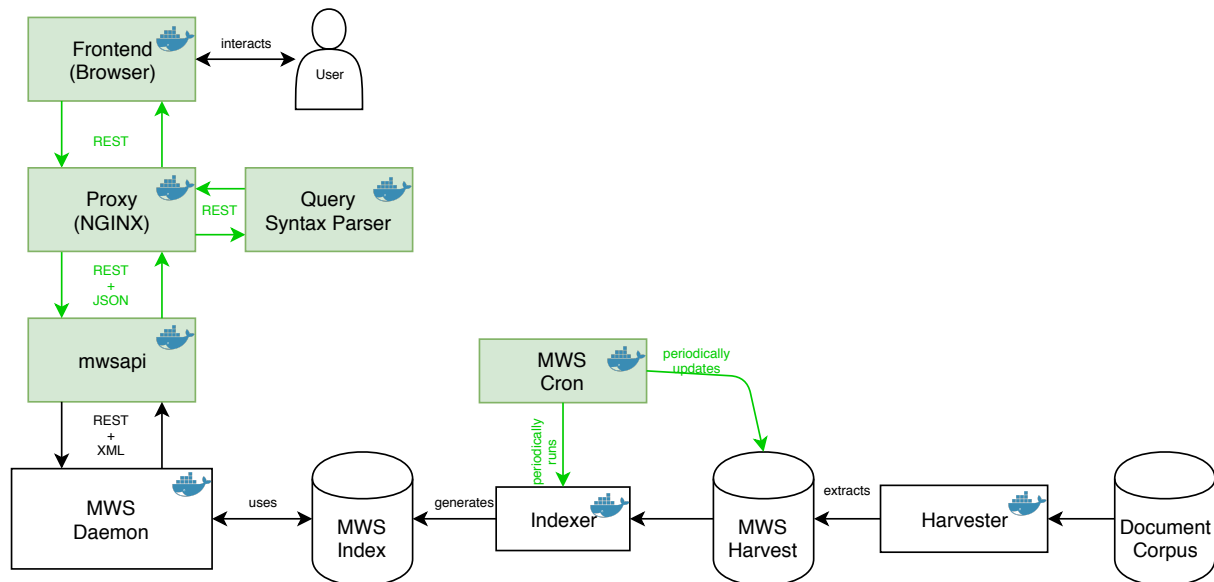 Frontend
(Browser)
interacts
User
REST
Proxy
(NGINX)
REST
Query
Syntax Parser
REST
+
JSON
mwsapi
MWS
Cron
periodically
updates
REST
+
XML
periodically
runs
MWS
Daemon
uses
MWS
Index
generates
Indexer
MWS
Harvest
extracts
Harvester
Document
Corpus